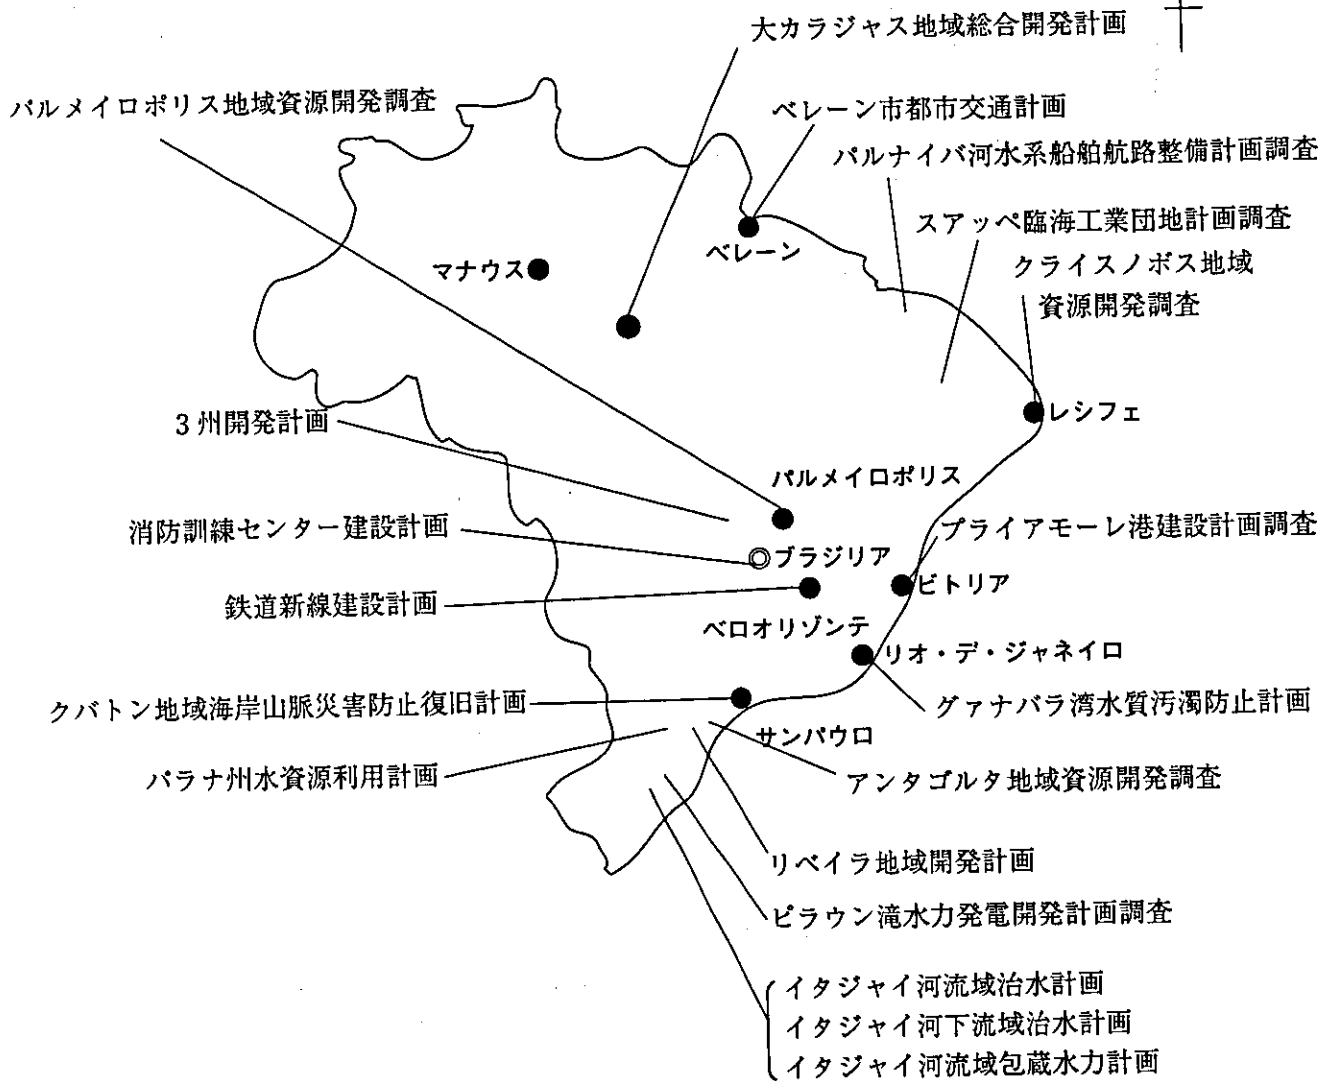 大カラジャス地域総合開発計画
パルメイロポリス地域資源開発調査
ベレーン市都市交通計画
パルナイバ河水系船舶航路整備計画調査
スアッペ臨海工業団地計画調査
クライスノボス地域
資源開発調査
ベレーン
マナウス
レシフェ
3州開発計画
パルメイロポリス
消防訓練センター建設計画
プライアモーレ港建設計画調査
ブラジリア
ビトリア
鉄道新線建設計画
ベロオリゾンテ
リオ・デ・ジャネイロ
クバトン地域海岸山脈災害防止復旧計画
グァナバラ湾水質汚濁防止計画
サンパウロ
パラナ州水資源利用計画
アンタゴルタ地域資源開発調査
リベイラ地域開発計画
ピラウン滝水力発電開発計画調査
イタジャイ河流域治水計画
イタジャイ河下流域治水計画
イタジャイ河流域包蔵水力計画